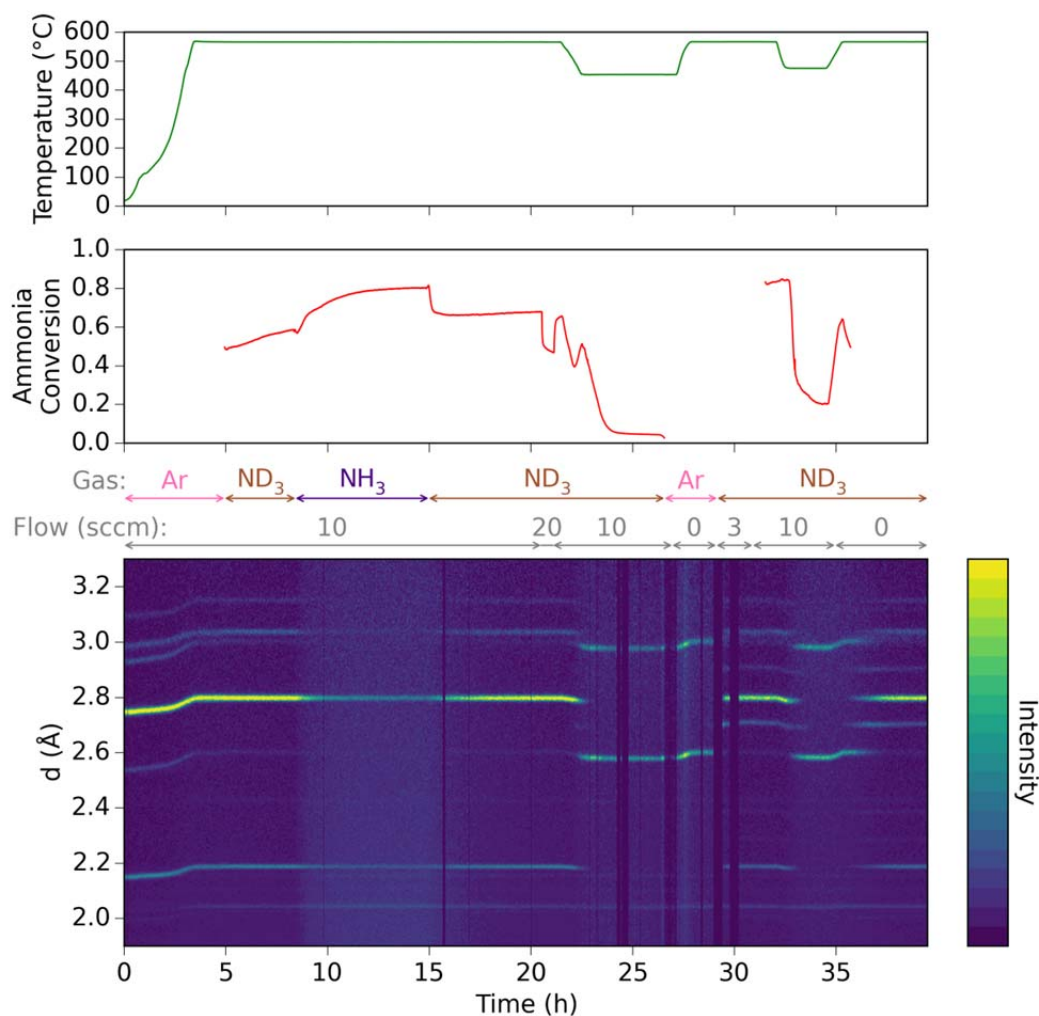 600
500
400
300
200
100
0
Temperature (°C)
1.0
0.8
0.6
0.4
0.2
0.0
Ammonia
Conversion
Gas: Ar ND₃ NH₃ ND₃ Ar ND₃
Flow (sccm): 10 20 10 0 3 10 0
3.2
3.0
2.8
2.6
2.4
2.2
2.0
d (Å)
0 5 10 15 20 25 30 35
Time (h)
Intensity